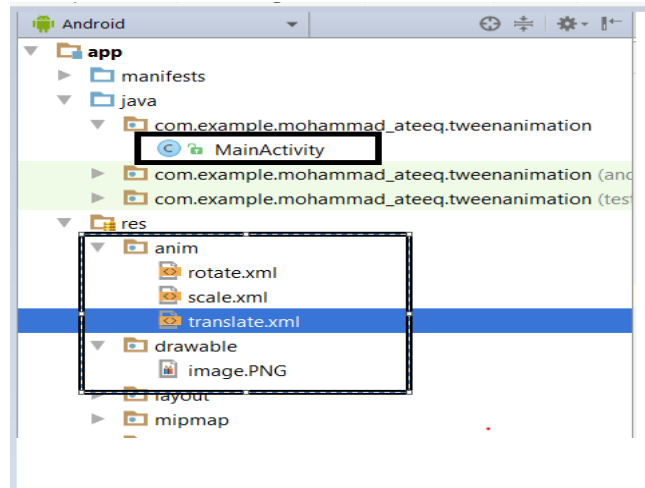 Android
app
manifests
java
com.example.mohammad_ateeq.tweenanimation
MainActivity
com.example.mohammad_ateeq.tweenanimation (and
com.example.mohammad_ateeq.tweenanimation (test
res
anim
rotate.xml
scale.xml
translate.xml
drawable
image.PNG
layout
mipmap